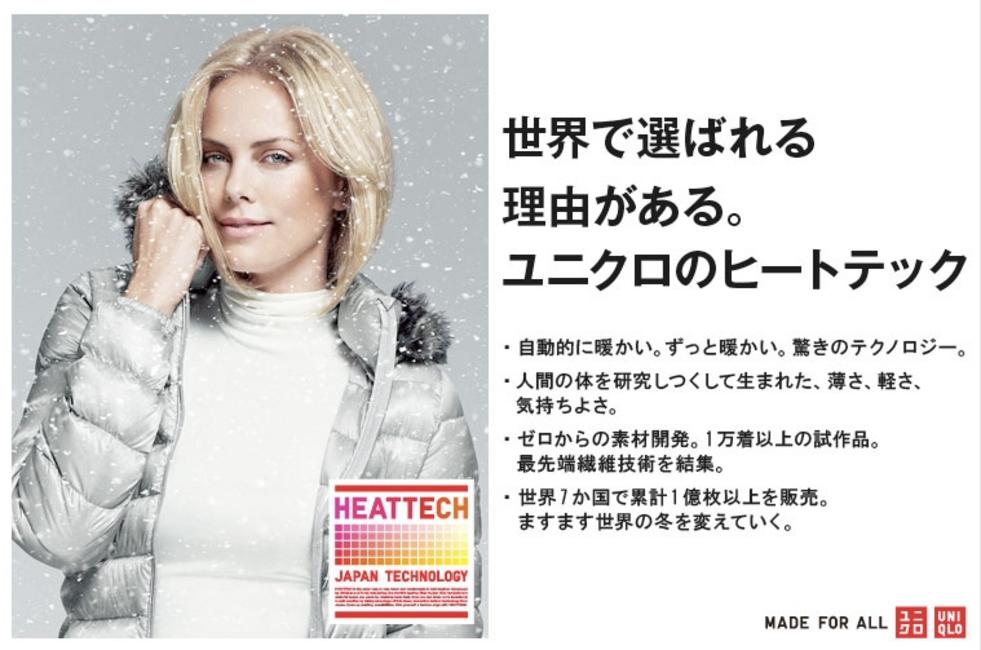 世界で選ばれる
理由がある。
ユニクロのヒートテック
・自動的に暖かい。ずっと暖かい。驚きのテクノロジー。
・人間の体を研究しつくして生まれた、薄さ、軽さ、
気持ちよさ。
・ゼロからの素材開発。1万着以上の試作品。
最先端繊維技術を結集。
・世界7か国で累計1億枚以上を販売。
ますます世界の冬を変えていく。
HEATTECH
JAPAN TECHNOLOGY
MADE FOR ALL ユニクロ UNIQLO